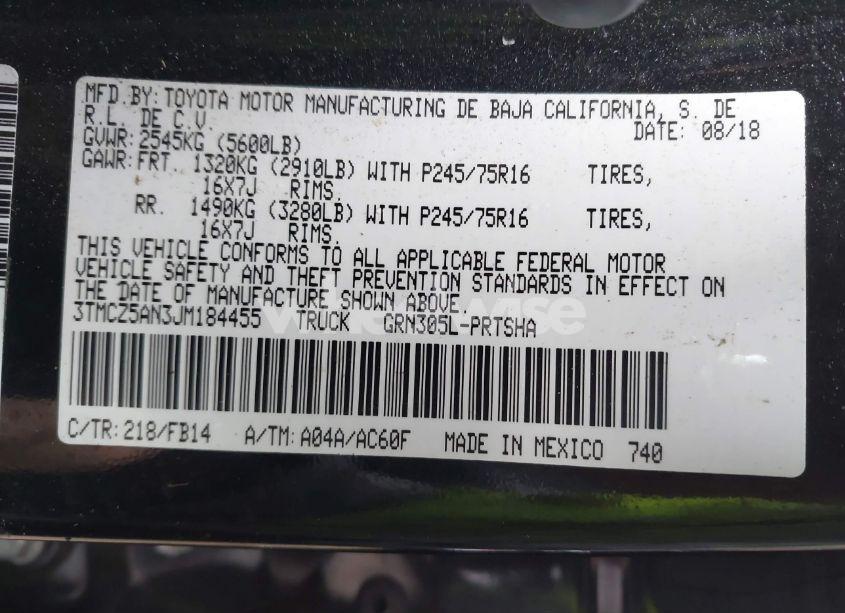 MFD.BY: TOYOTA MOTOR MANUFACTURING DE BAJA CALIFORNIA, S. DE
R.L. DE C.V. DATE: 08/18
GVWR: 2545KG (5600LB)
GAWR: FRT 1320KG (2910LB) WITH P245/75R16 TIRES,
16X7J RIMS.
RR. 1490KG (3280LB) WITH P245/75R16 TIRES,
16X7J RIMS.
THIS VEHICLE CONFORMS TO ALL APPLICABLE FEDERAL MOTOR
VEHICLE SAFETY AND THEFT PREVENTION STANDARDS IN EFFECT ON
THE DATE OF MANUFACTURE SHOWN ABOVE.
3TMCZ5AN3JM184455 TRUCK GRN305L-PRTSHA
C/TR: 218/FB14 A/TM: A04A/AC60F MADE IN MEXICO 740